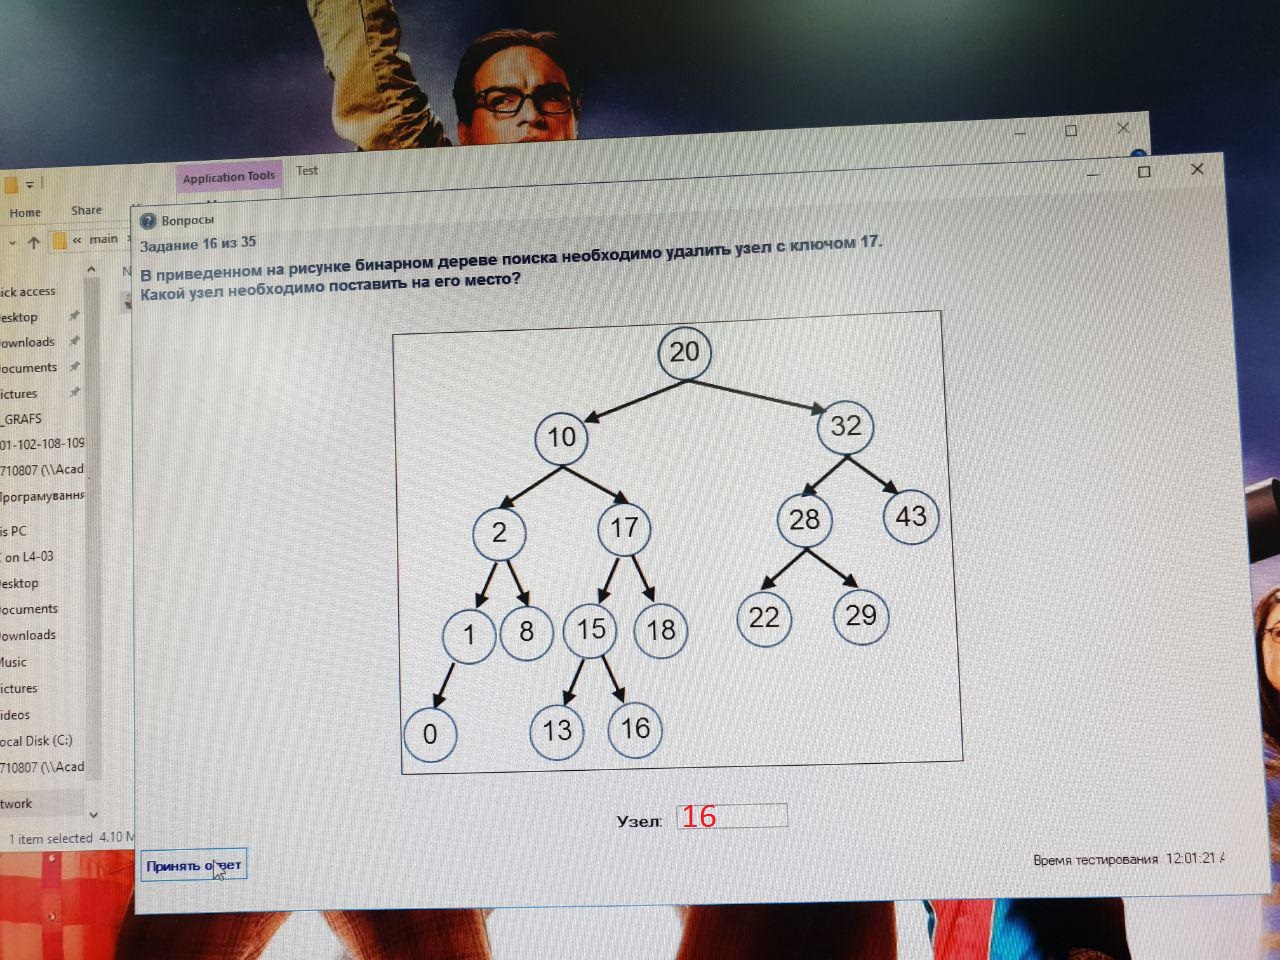 Application Tools
Test
Home
Share
« main
ick access
esktop
ownloads
ocuments
ictures
_GRAFS
01-102-108-109
710807 (\\Acad
Програмування
is PC
on L4-03
esktop
ocuments
ownloads
Music
ictures
ideos
ocal Disk (C:)
710807 (\\Acad
twork
1 item selected 4.10 M
? Вопросы
Задание 16 из 35
В приведенном на рисунке бинарном дереве поиска необходимо удалить узел с ключом 17.
Какой узел необходимо поставить на его место?
20
10
32
2
17
28
43
1
8
15
18
22
29
0
13
16
Узел: 16
Принять ответ
Время тестирования 12:01:21